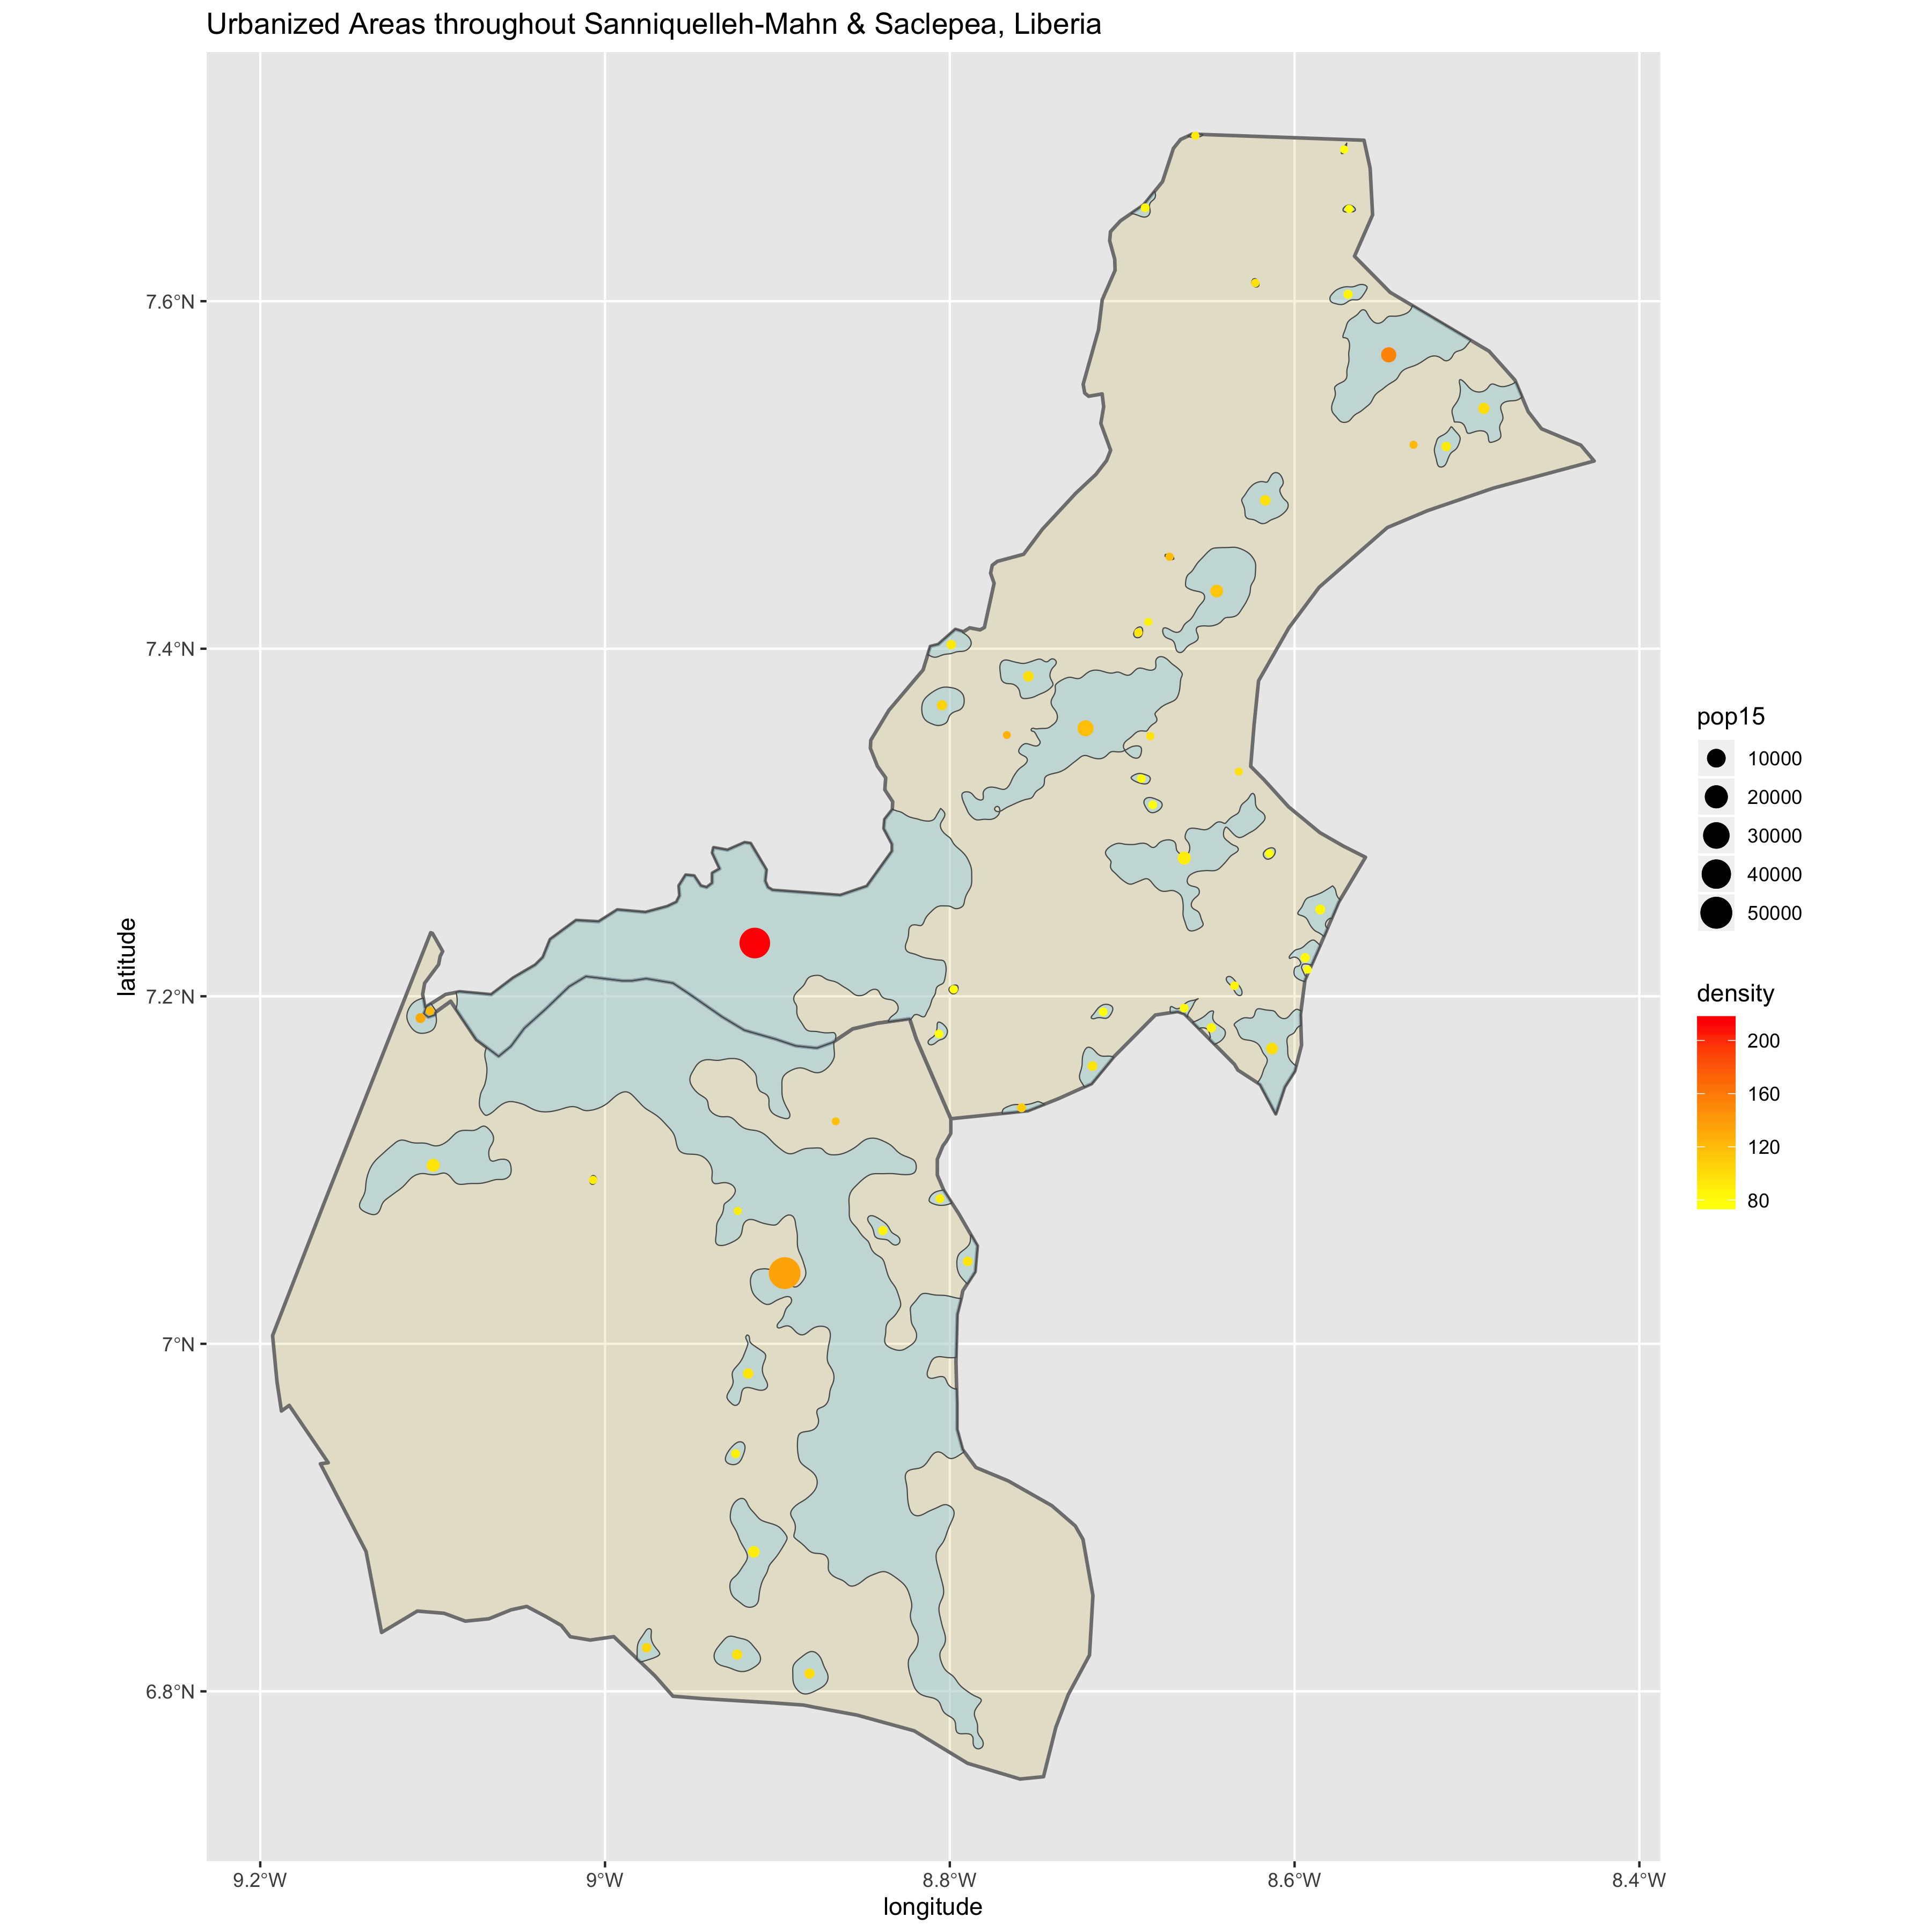 Urbanized Areas throughout Sanniquelleh-Mahn & Saclepea, Liberia
7.6°N
7.4°N
7.2°N
7°N
6.8°N
latitude
9.2°W
9°W
8.8°W
8.6°W
8.4°W
longitude
pop15
10000
20000
30000
40000
50000
density
200
160
120
80